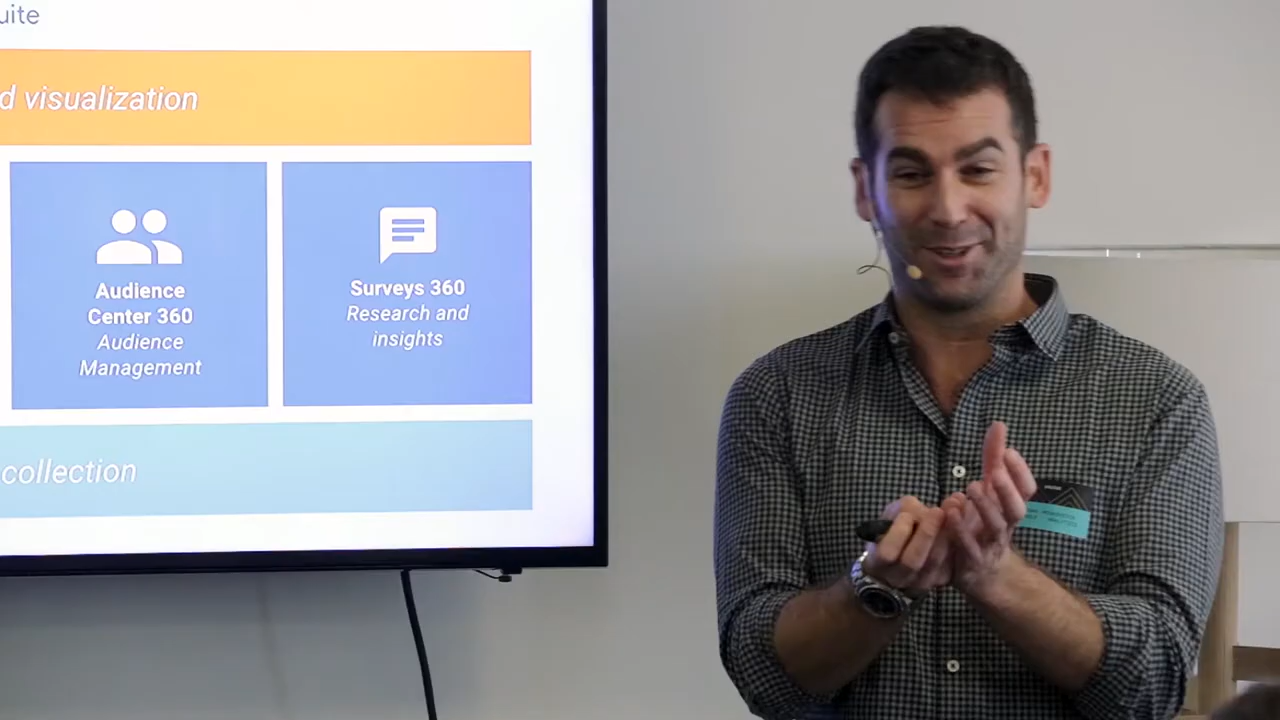 uite
d visualization
Audience
Center 360
Audience
Management
Surveys 360
Research and
insights
collection